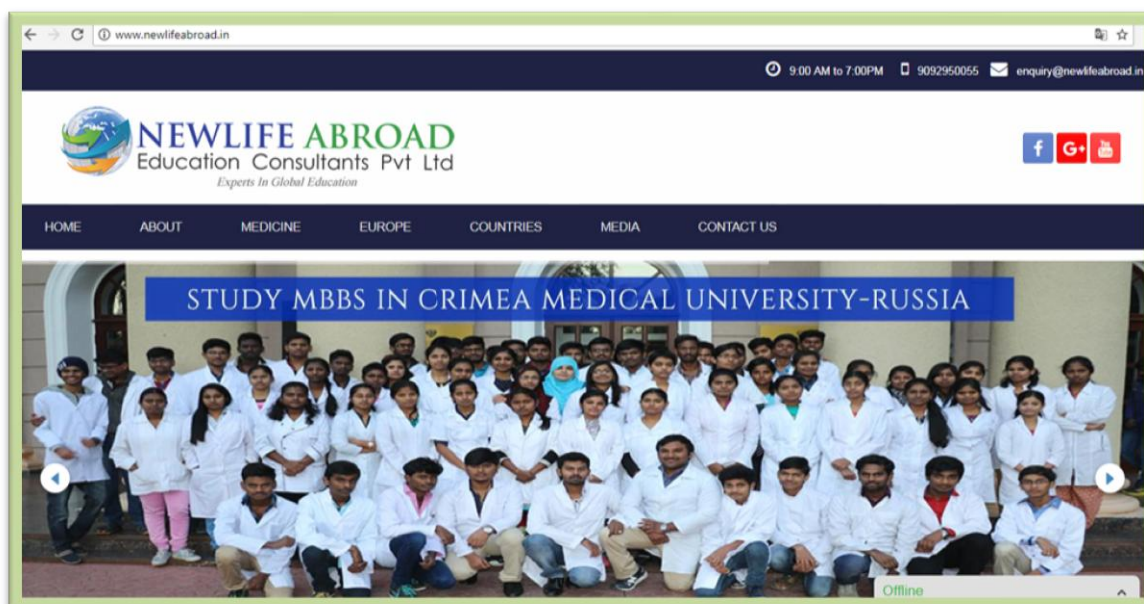 www.newlifeabroad.in
9:00 AM to 7:00PM 9092950055 enquiry@newlifeabroad.in
NEWLIFE ABROAD
Education Consultants Pvt Ltd
Experts In Global Education
f G+ You Tube
HOME ABOUT MEDICINE EUROPE COUNTRIES MEDIA CONTACT US
STUDY MBBS IN CRIMEA MEDICAL UNIVERSITY-RUSSIA
Offline